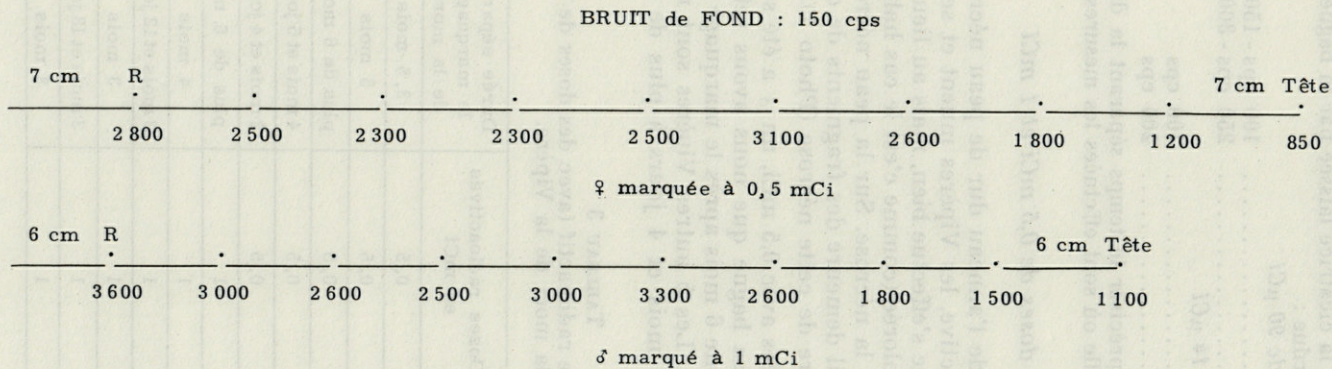 BRUIT de FOND : 150 cps
7 cm R 7 cm Tête
2 800 2 500 2 300 2 300 2 500 3 100 2 600 1 800 1 200 850
♀ marquée à 0,5 mCi
6 cm R 6 cm Tête
3 600 3 000 2 600 2 500 3 000 3 300 2 600 1 800 1 500 1 100
♂ marqué à 1 mCi